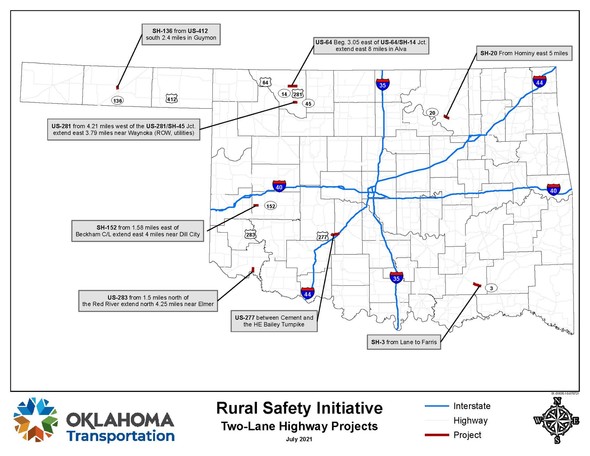 SH-136 from US-412
south 2.4 miles in Guymon
US-64 Beg. 3.05 east of US-64/SH-14 Jct.
extend east 8 miles in Alva
SH-20 From Hominy east 5 miles
64
35
44
136
412
14
281
45
20
US-281 from 4.21 miles west of the US-281/SH-45 Jct.
extend east 3.79 miles near Waynoka (ROW, utilities)
40
40
152
SH-152 from 1.58 miles east of
Beckham C/L extend east 4 miles near Dill City
283
277
US-283 from 1.5 miles north of
the Red River extend north 4.25 miles near Elmer
44
35
3
US-277 between Cement and
the HE Bailey Turnpike
SH-3 from Lane to Farris
OKLAHOMA
Transportation
Rural Safety Initiative
Two-Lane Highway Projects
July 2021
Interstate
Highway
Project
N
W E
S